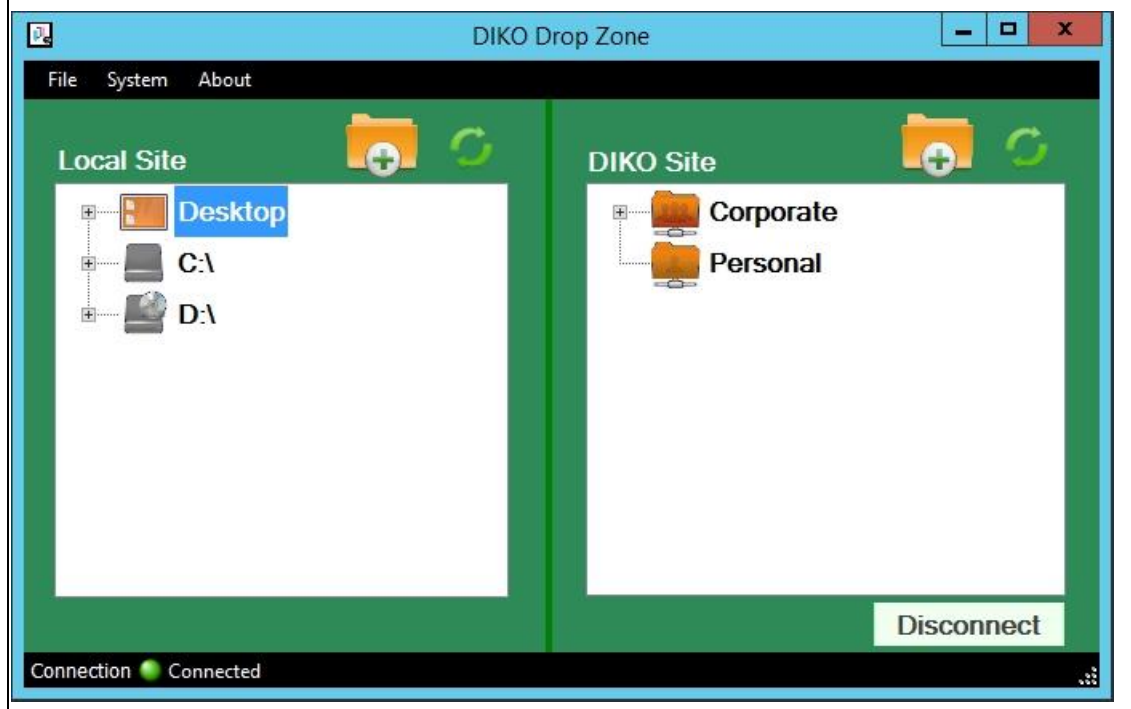 DIKO Drop Zone
File System About
Local Site
Desktop
C:\
D:\
DIKO Site
Corporate
Personal
Disconnect
Connection Connected